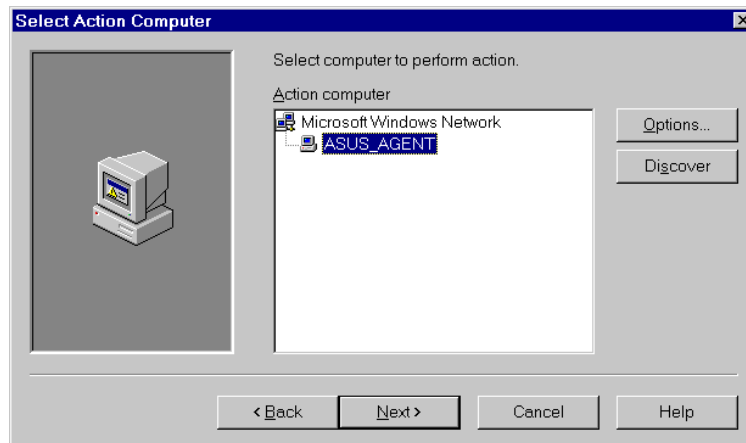 Select Action Computer
Select computer to perform action.
Action computer
Microsoft Windows Network
ASUS_AGENT
Options...
Discover
< Back
Next >
Cancel
Help